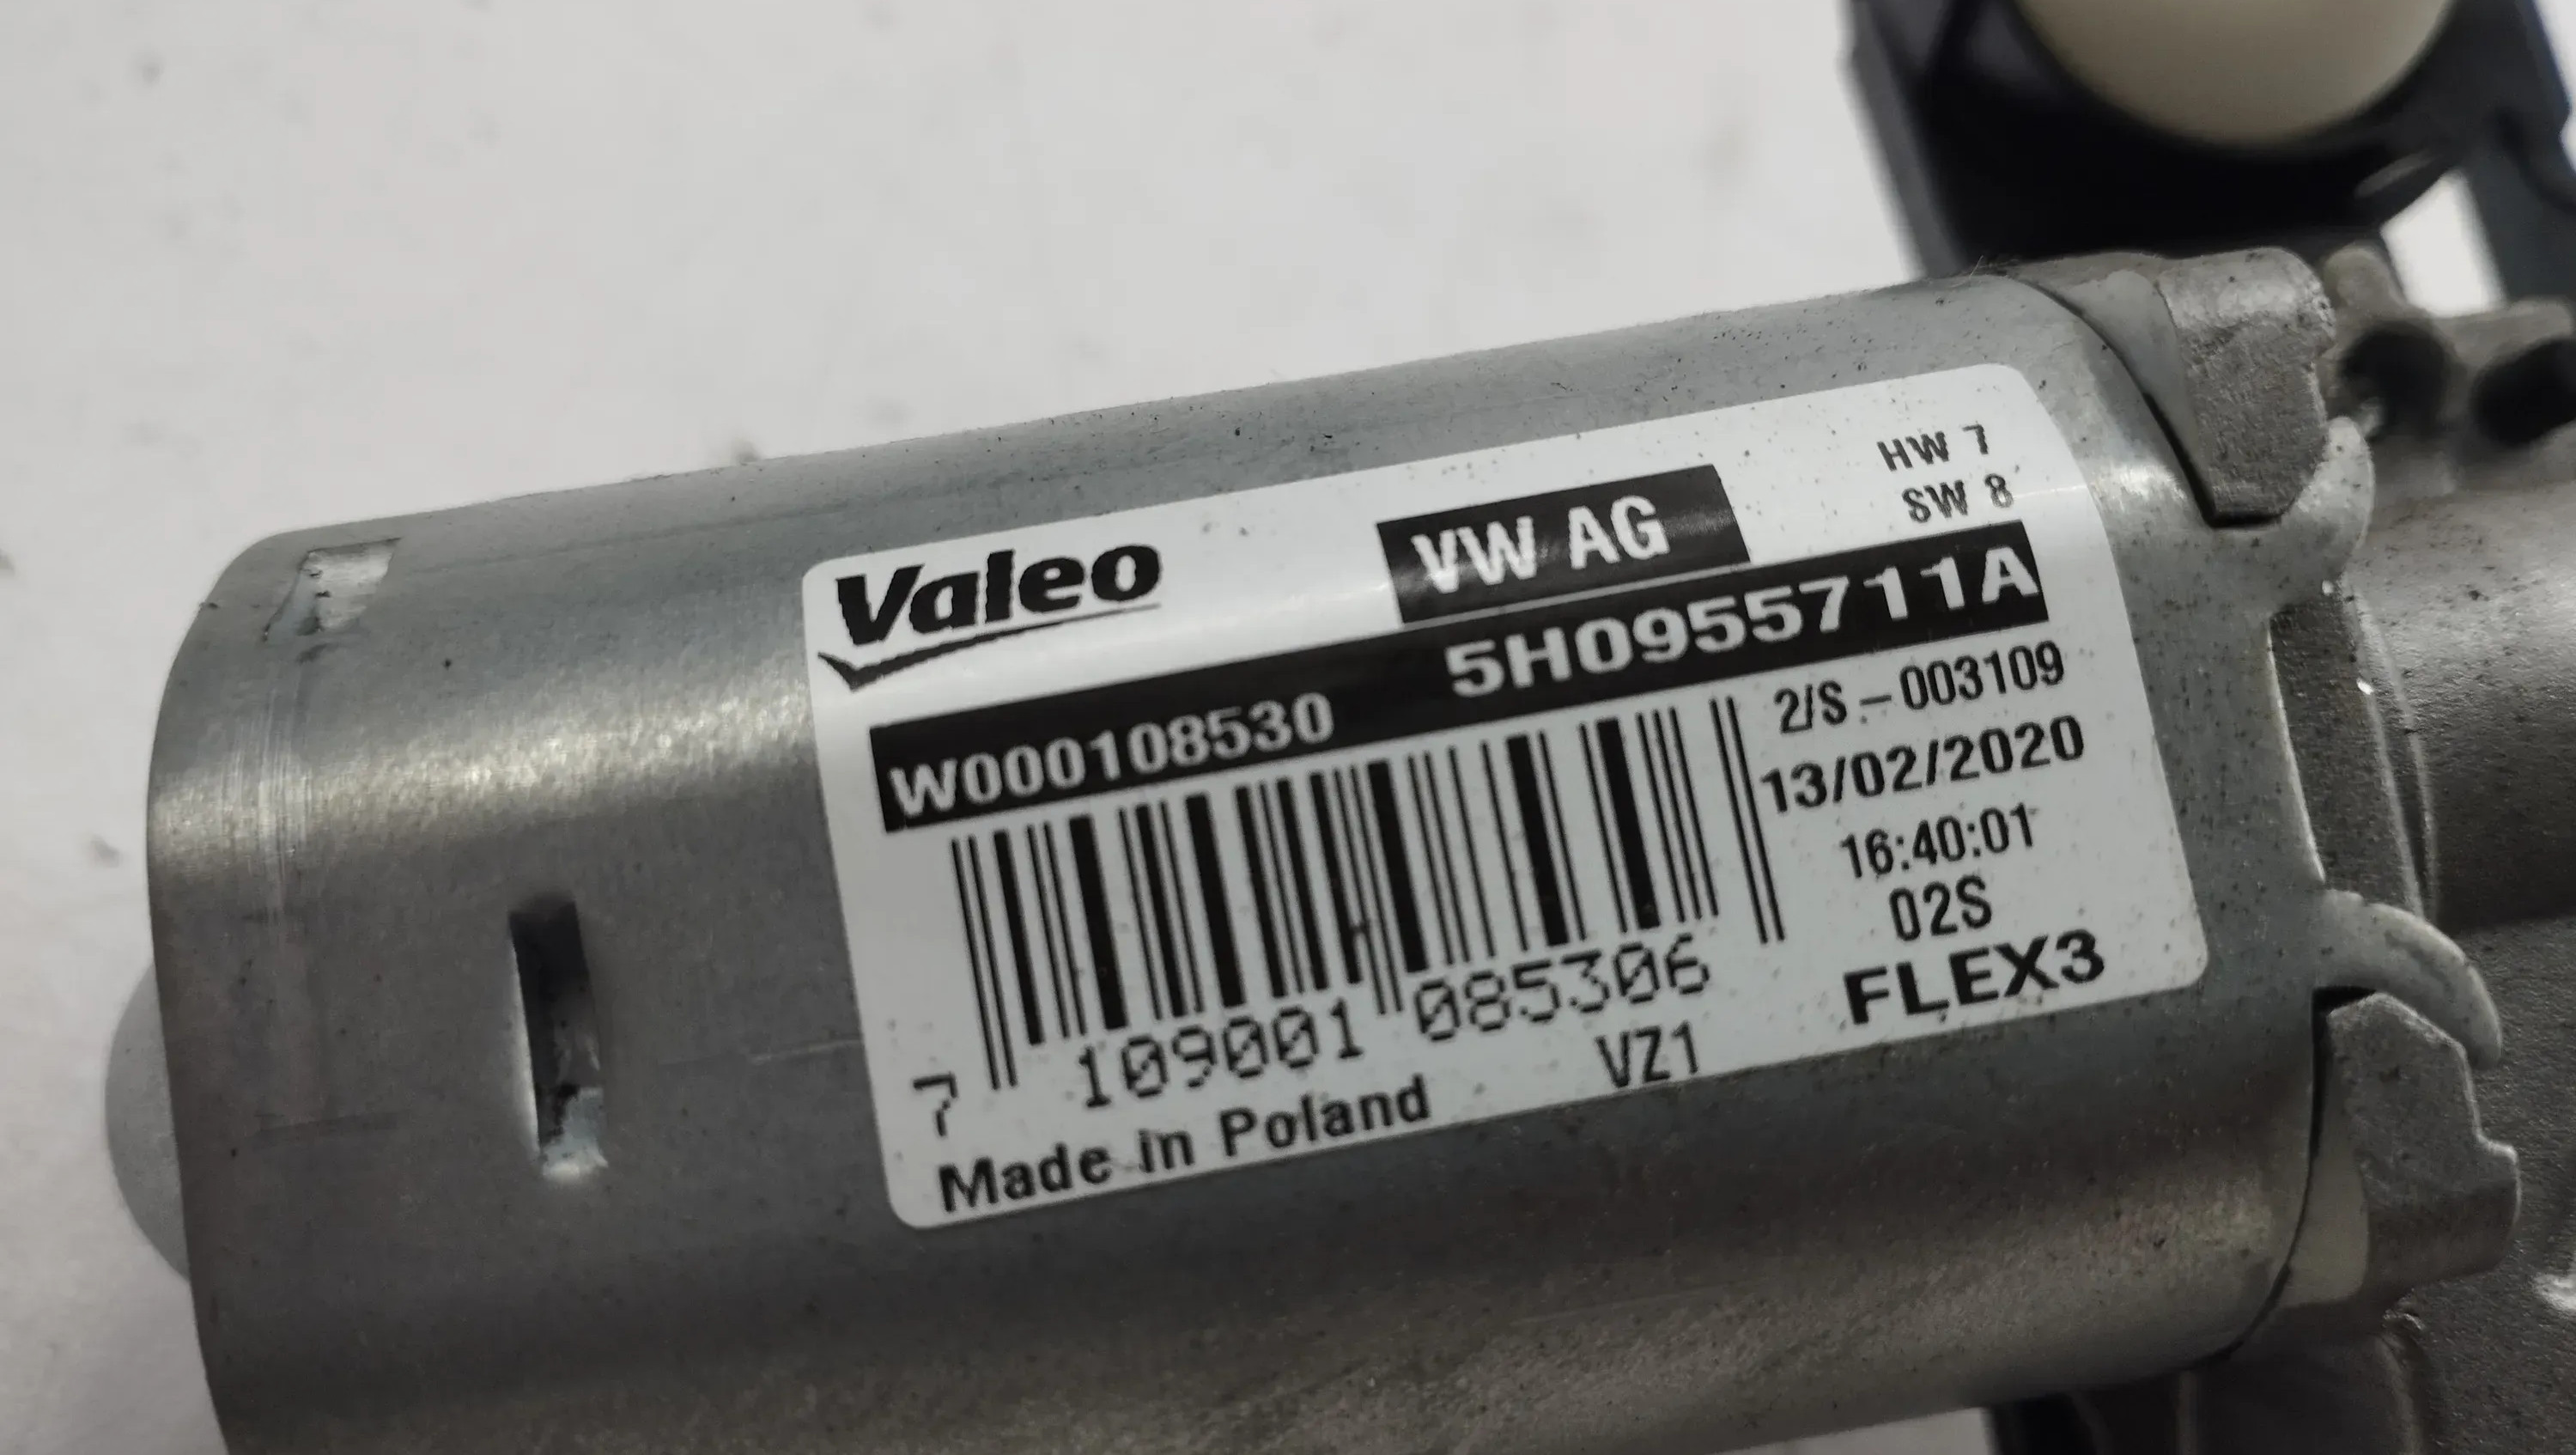 Valeo
VW AG
HW 7
SW 8
W000108530 5H0955711A
2/S - 003109
13/02/2020
16:40:01
02S
FLEX3
7 109001 085306
VZ1
Made in Poland